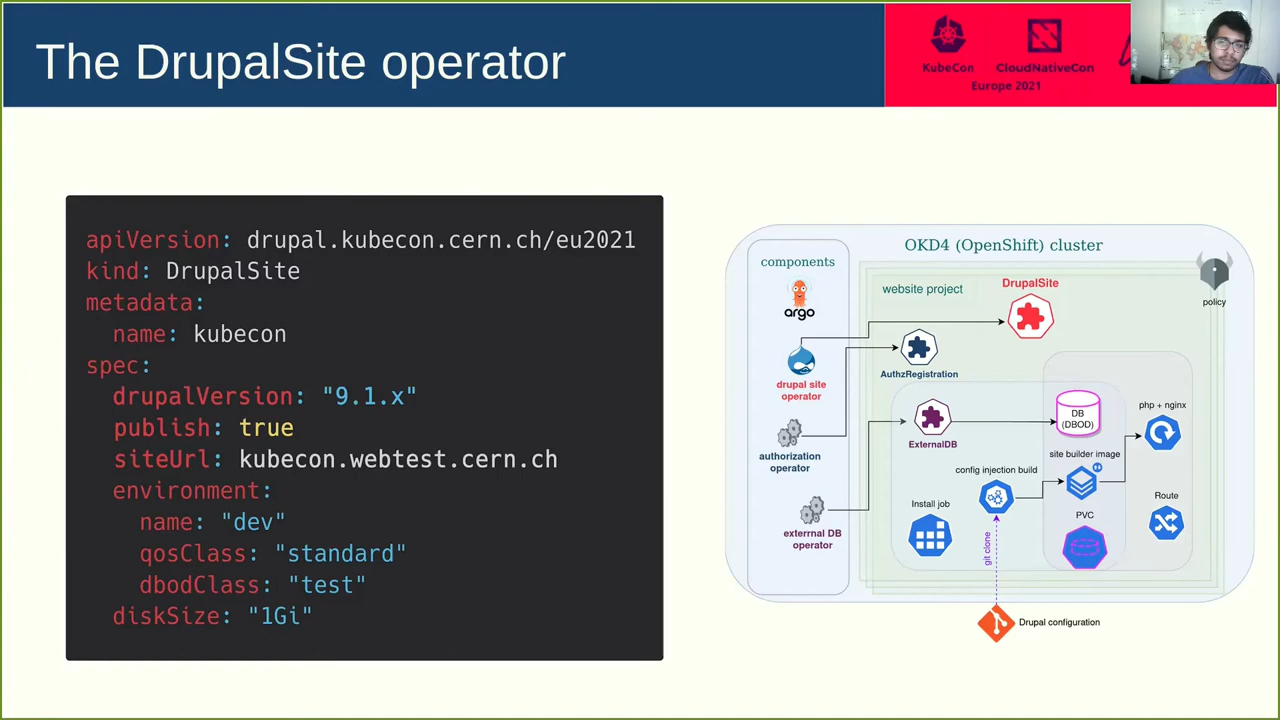 The DrupalSite operator
KubeCon
CloudNativeCon
Europe 2021
apiVersion: drupal.kubecon.cern.ch/eu2021
kind: DrupalSite
metadata:
name: kubecon
spec:
drupalVersion: "9.1.x"
publish: true
siteUrl: kubecon.webtest.cern.ch
environment:
name: "dev"
qosClass: "standard"
dbodClass: "test"
diskSize: "1Gi"
OKD4 (OpenShift) cluster
components
argo
drupal site
operator
authorization
operator
exterrnal DB
operator
website project
DrupalSite
policy
AuthzRegistration
ExternalDB
DB
(DBOD)
php + nginx
site builder image
config injection build
Install job
PVC
Route
git clone
Drupal configuration